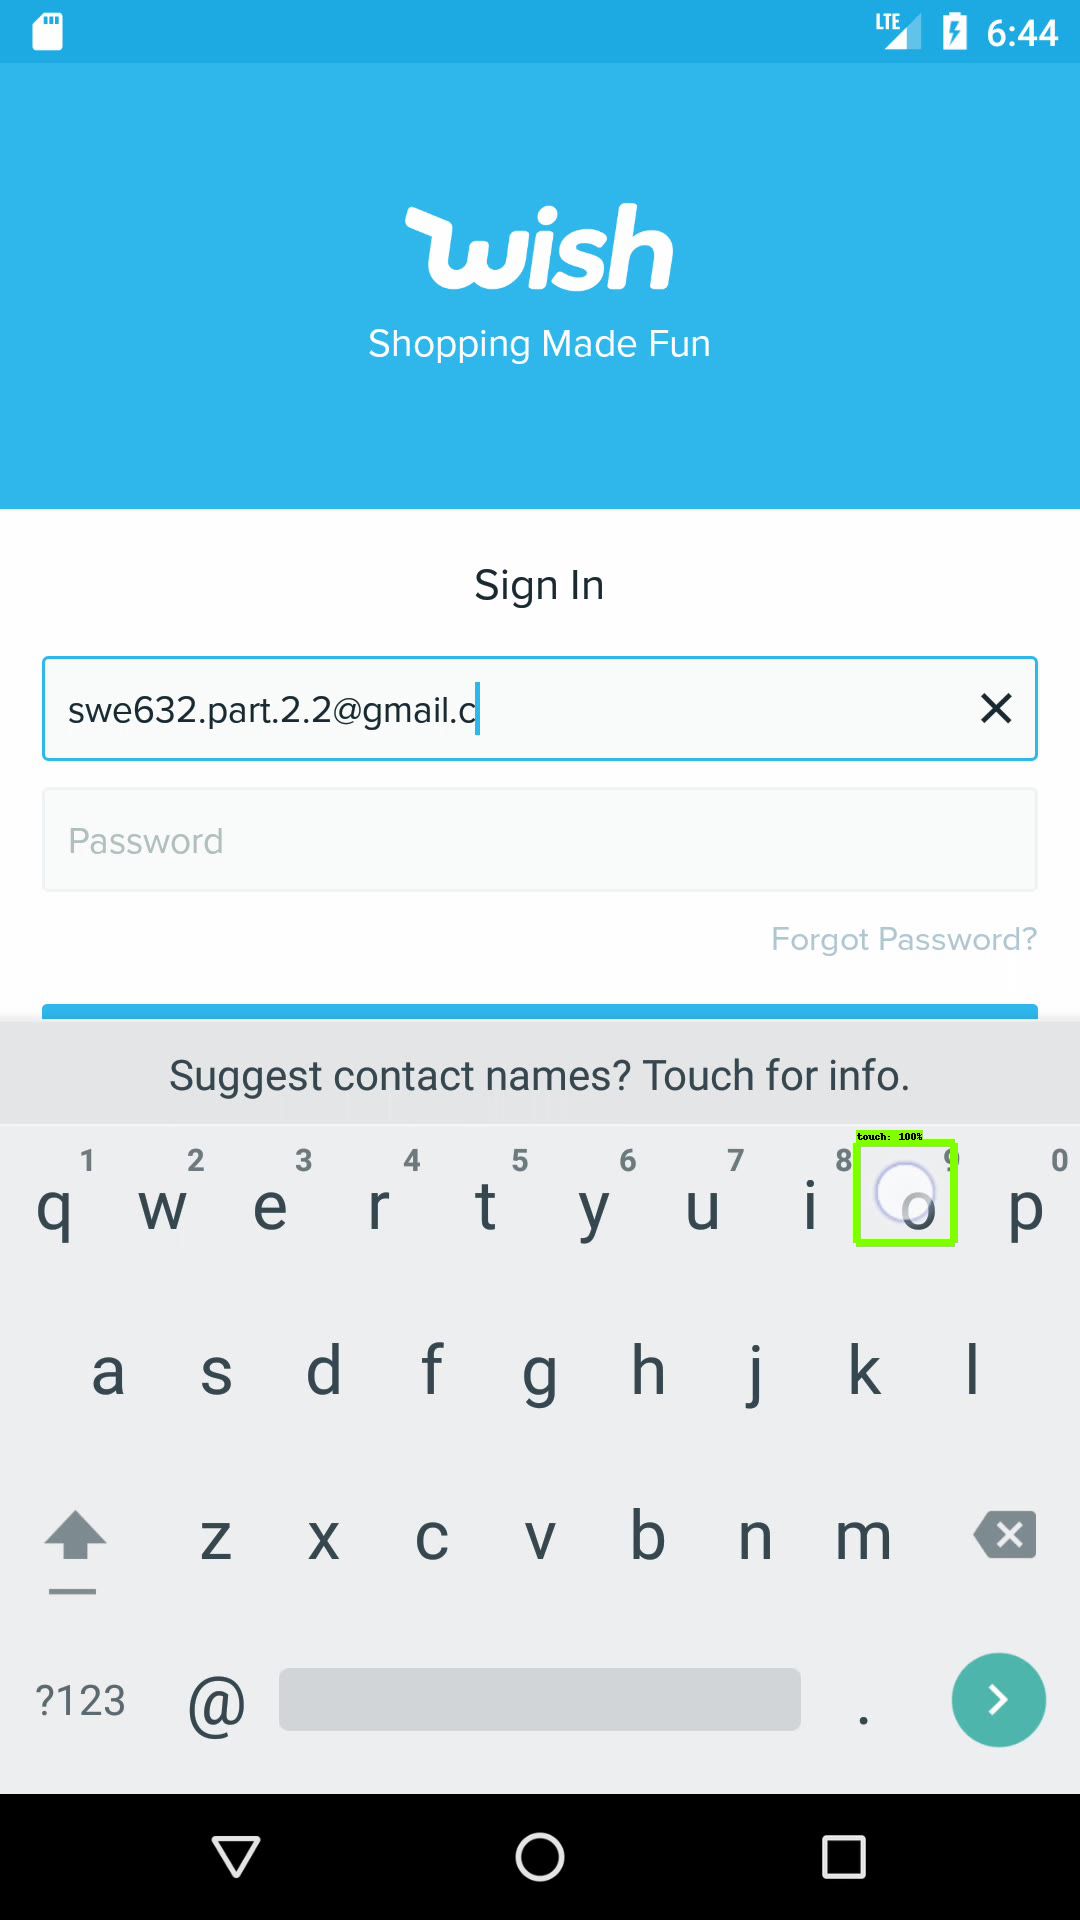 LTE 6:44
wish
Shopping Made Fun
Sign In
swe632.part.2.2@gmail.c
Password
Forgot Password?
Suggest contact names? Touch for info.
touch: 100%
1 2 3 4 5 6 7 8 9 0
q w e r t y u i o p
a s d f g h j k l
z x c v b n m
?123 @ .